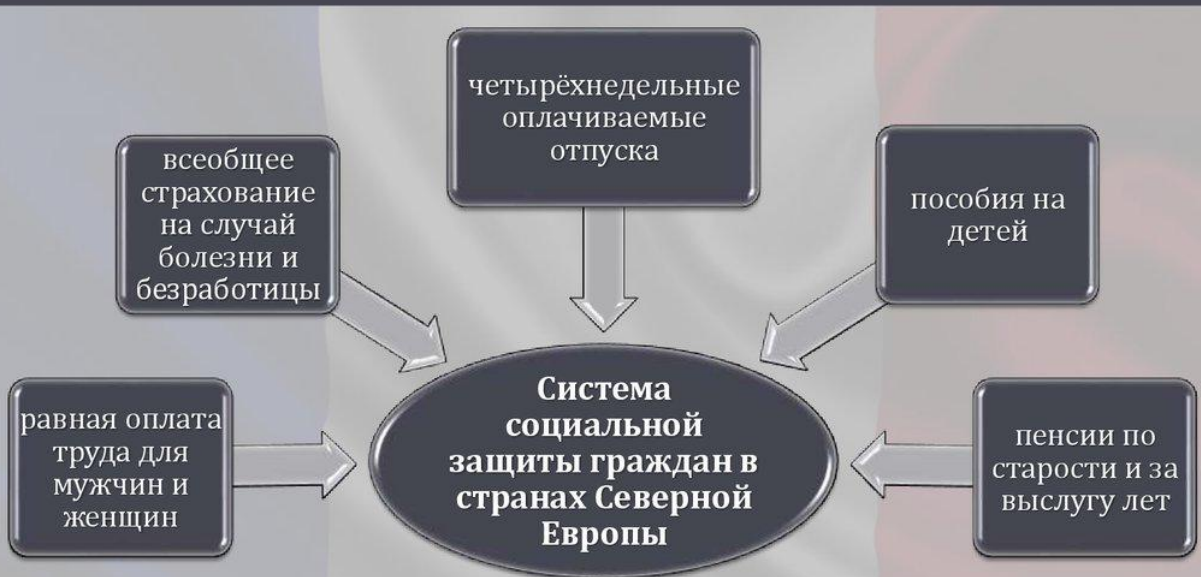 четырёхнедельные
оплачиваемые
отпуска
всеобщее
страхование
на случай
болезни и
безработицы
пособия на
детей
равная оплата
труда для
мужчин и
женщин
Система
социальной
защиты граждан в
странах Северной
Европы
пенсии по
старости и за
выслугу лет